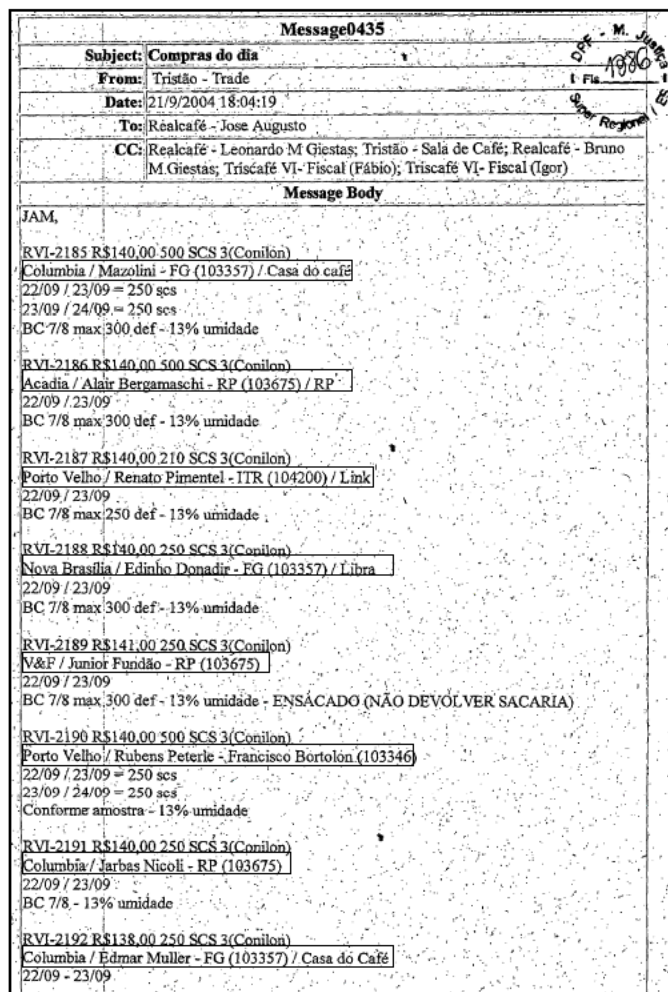 Message0435
Subject: Compras do dia
From: Tristão - Trade
Date: 21/9/2004 18:04:19
To: Realcafé - Jose Augusto
CC: Realcafé - Leonardo M Giestas; Tristão - Sala de Café; Realcafé - Bruno
M.Giestas; Triscafé VI- Fiscal (Fábio); Triscafé VI- Fiscal (Igor)
DPF - M. Justiça
Fls. 1886
Super Regional
Message Body
JAM,
RVI-2185 R$140,00 500 SCS 3(Conilon)
Columbia / Mazolini - FG (103357) / Casa do café
22/09 / 23/09 = 250 scs
23/09 / 24/09 = 250 scs
BC 7/8 max 300 def - 13% umidade
RVI-2186 R$140,00 500 SCS 3(Conilon)
Acadia / Alair Bergamaschi - RP (103675) / RP
22/09 / 23/09
BC 7/8 max 300 def - 13% umidade
RVI-2187 R$140,00 210 SCS 3(Conilon)
Porto Velho / Renato Pimentel - ITR (104200) / Link
22/09 / 23/09
BC 7/8 max 250 def - 13% umidade
RVI-2188 R$140,00 250 SCS 3(Conilon)
Nova Brasília / Edinho Donadir - FG (103357) / Libra
22/09 / 23/09
BC 7/8 max 300 def - 13% umidade
RVI-2189 R$141,00 250 SCS 3(Conilon)
V&F / Junior Fundão - RP (103675)
22/09 / 23/09
BC 7/8 max 300 def - 13% umidade - ENSACADO (NÃO DEVOLVER SACARIA)
RVI-2190 R$140,00 500 SCS 3(Conilon)
Porto Velho / Rubens Peterle - Francisco Bortolon (103346)
22/09 / 23/09 = 250 scs
23/09 / 24/09 = 250 scs
Conforme amostra - 13% umidade
RVI-2191 R$140,00 250 SCS 3(Conilon)
Columbia / Jarbas Nicoli - RP (103675)
22/09 / 23/09
BC 7/8 - 13% umidade
RVI-2192 R$138,00 250 SCS 3(Conilon)
Columbia / Edmar Muller - FG (103357) / Casa do Café
22/09 - 23/09